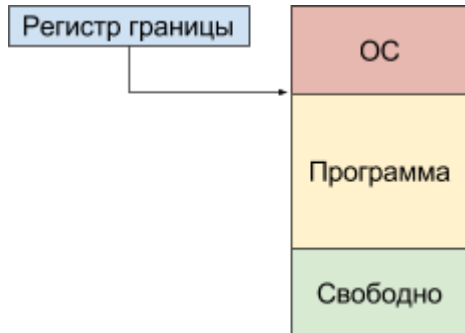 Регистр границы
ОС
Программа
Свободно